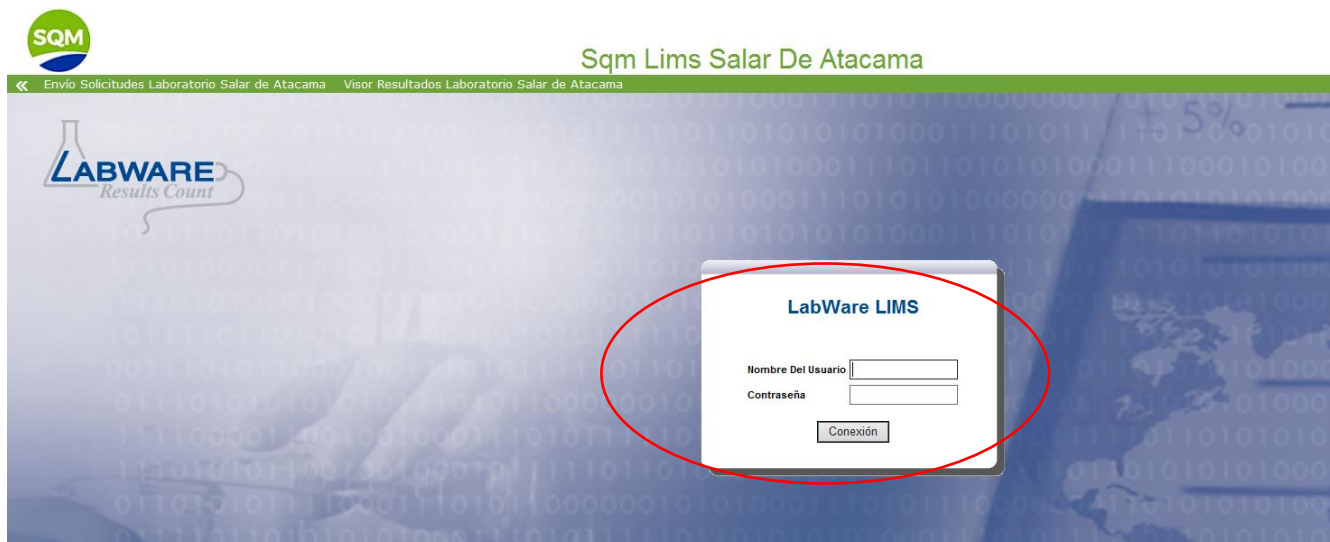 SQM
Sqm Lims Salar De Atacama
« Envío Solicitudes Laboratorio Salar de Atacama Visor Resultados Laboratorio Salar de Atacama
± 5%
LABWARE
Results Count
LabWare LIMS
Nombre Del Usuario
Contraseña
Conexión